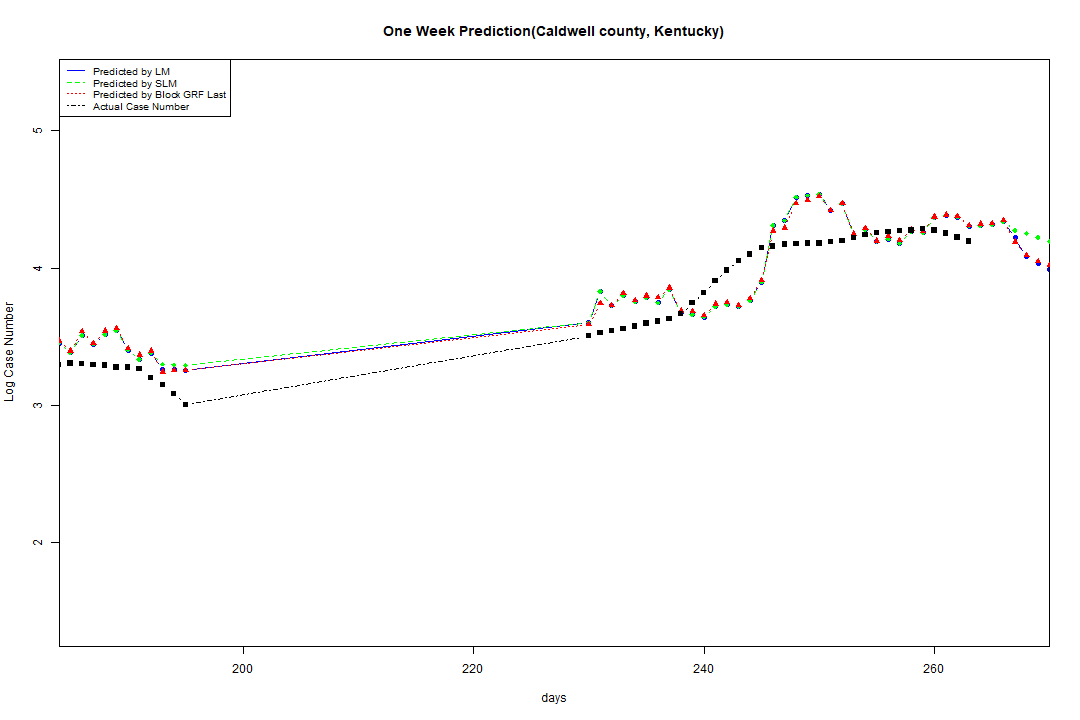 One Week Prediction(Caldwell county, Kentucky)
Predicted by LM
Predicted by SLM
Predicted by Block GRF Last
Actual Case Number
5
4
3
2
Log Case Number
200 220 240 260
days